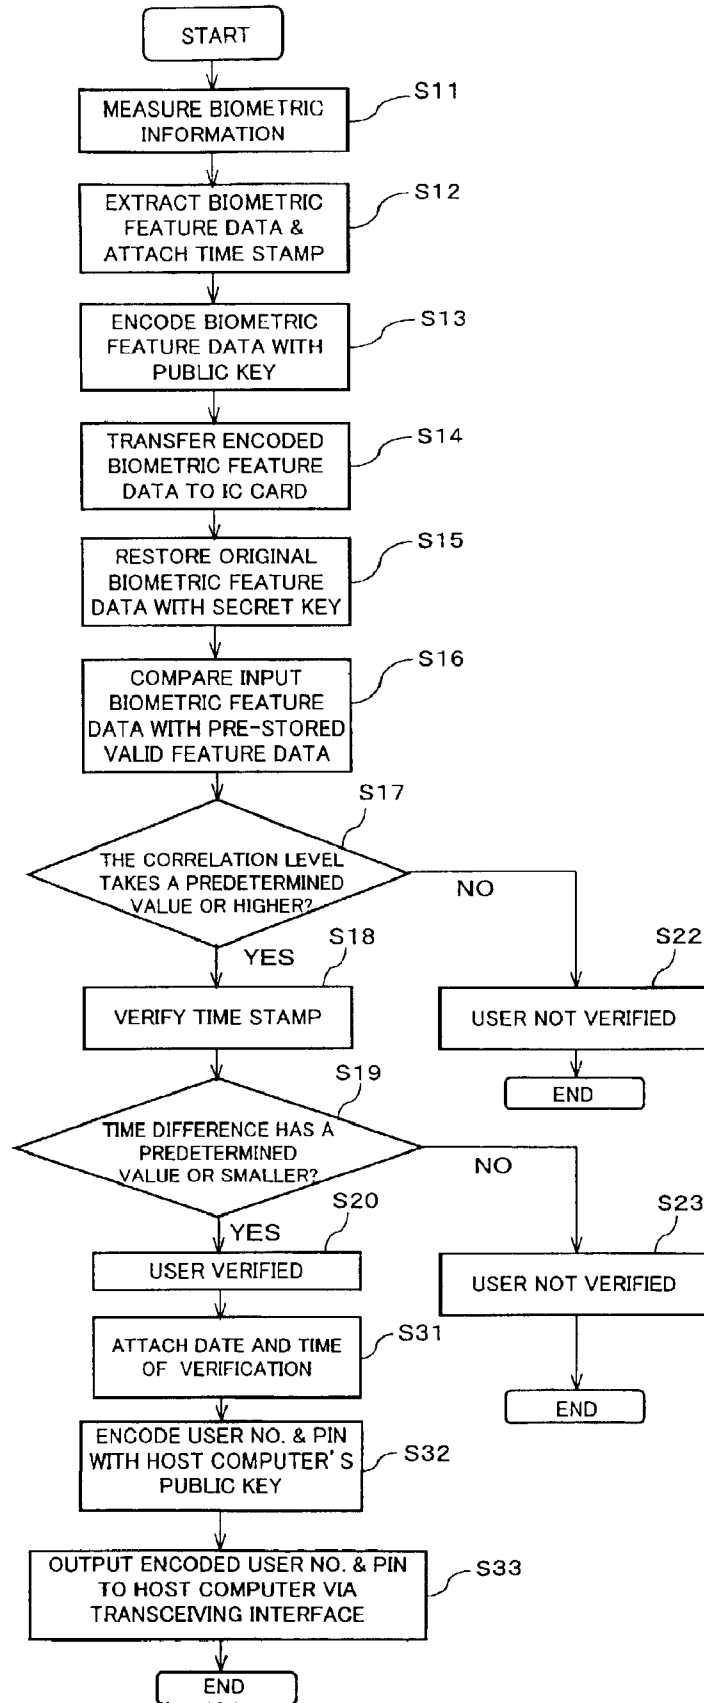 START
S11
MEASURE BIOMETRIC
INFORMATION
S12
EXTRACT BIOMETRIC
FEATURE DATA &
ATTACH TIME STAMP
S13
ENCODE BIOMETRIC
FEATURE DATA WITH
PUBLIC KEY
S14
TRANSFER ENCODED
BIOMETRIC FEATURE
DATA TO IC CARD
S15
RESTORE ORIGINAL
BIOMETRIC FEATURE
DATA WITH SECRET KEY
S16
COMPARE INPUT
BIOMETRIC FEATURE
DATA WITH PRE-STORED
VALID FEATURE DATA
S17
THE CORRELATION LEVEL
TAKES A PREDETERMINED
VALUE OR HIGHER?
NO
YES
S18
VERIFY TIME STAMP
S22
USER NOT VERIFIED
END
S19
TIME DIFFERENCE HAS A
PREDETERMINED
VALUE OR SMALLER?
NO
YES
S20
USER VERIFIED
S23
USER NOT VERIFIED
END
S31
ATTACH DATE AND TIME
OF VERIFICATION
S32
ENCODE USER NO. & PIN
WITH HOST COMPUTER'S
PUBLIC KEY
S33
OUTPUT ENCODED USER NO. & PIN
TO HOST COMPUTER VIA
TRANSCEIVING INTERFACE
END